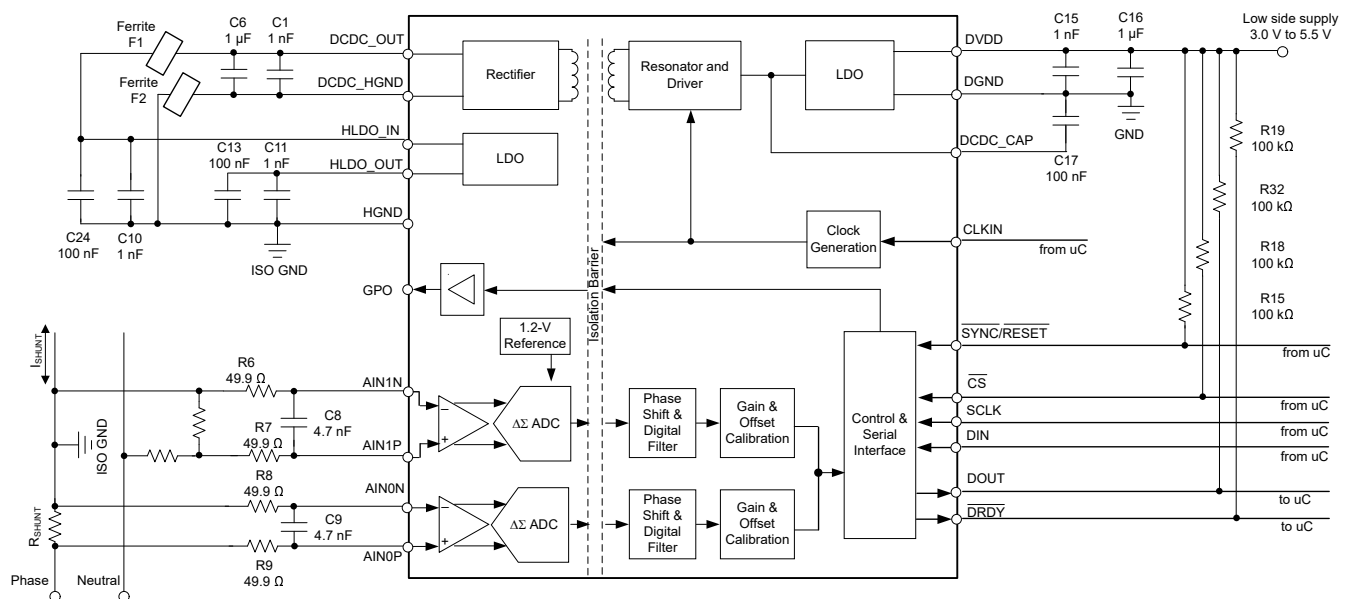 Ferrite
F1
C6
1 µF
C1
1 nF
DCDC_OUT
Ferrite
F2
DCDC_HGND
HLDO_IN
C13
100 nF
C11
1 nF
HLDO_OUT
HGND
C24
100 nF
C10
1 nF
ISO GND
Rectifier
LDO
Resonator and
Driver
LDO
Isolation Barrier
DVDD
DGND
DCDC_CAP
C15
1 nF
C16
1 µF
Low side supply
3.0 V to 5.5 V
GND
C17
100 nF
R19
100 kΩ
R32
100 kΩ
R18
100 kΩ
R15
100 kΩ
Clock
Generation
CLKIN
from uC
GPO
1.2-V
Reference
SYNC/RESET
from uC
CS
from uC
SCLK
from uC
DIN
from uC
DOUT
to uC
DRDY
to uC
Control &
Serial
Interface
ISHUNT
R6
49.9 Ω
AIN1N
C8
4.7 nF
R7
49.9 Ω
AIN1P
ISO GND
−
+
ΔΣ ADC
Phase
Shift &
Digital
Filter
Gain &
Offset
Calibration
R8
49.9 Ω
AIN0N
C9
4.7 nF
RSHUNT
AIN0P
R9
49.9 Ω
−
+
ΔΣ ADC
Phase
Shift &
Digital
Filter
Gain &
Offset
Calibration
Phase
Neutral